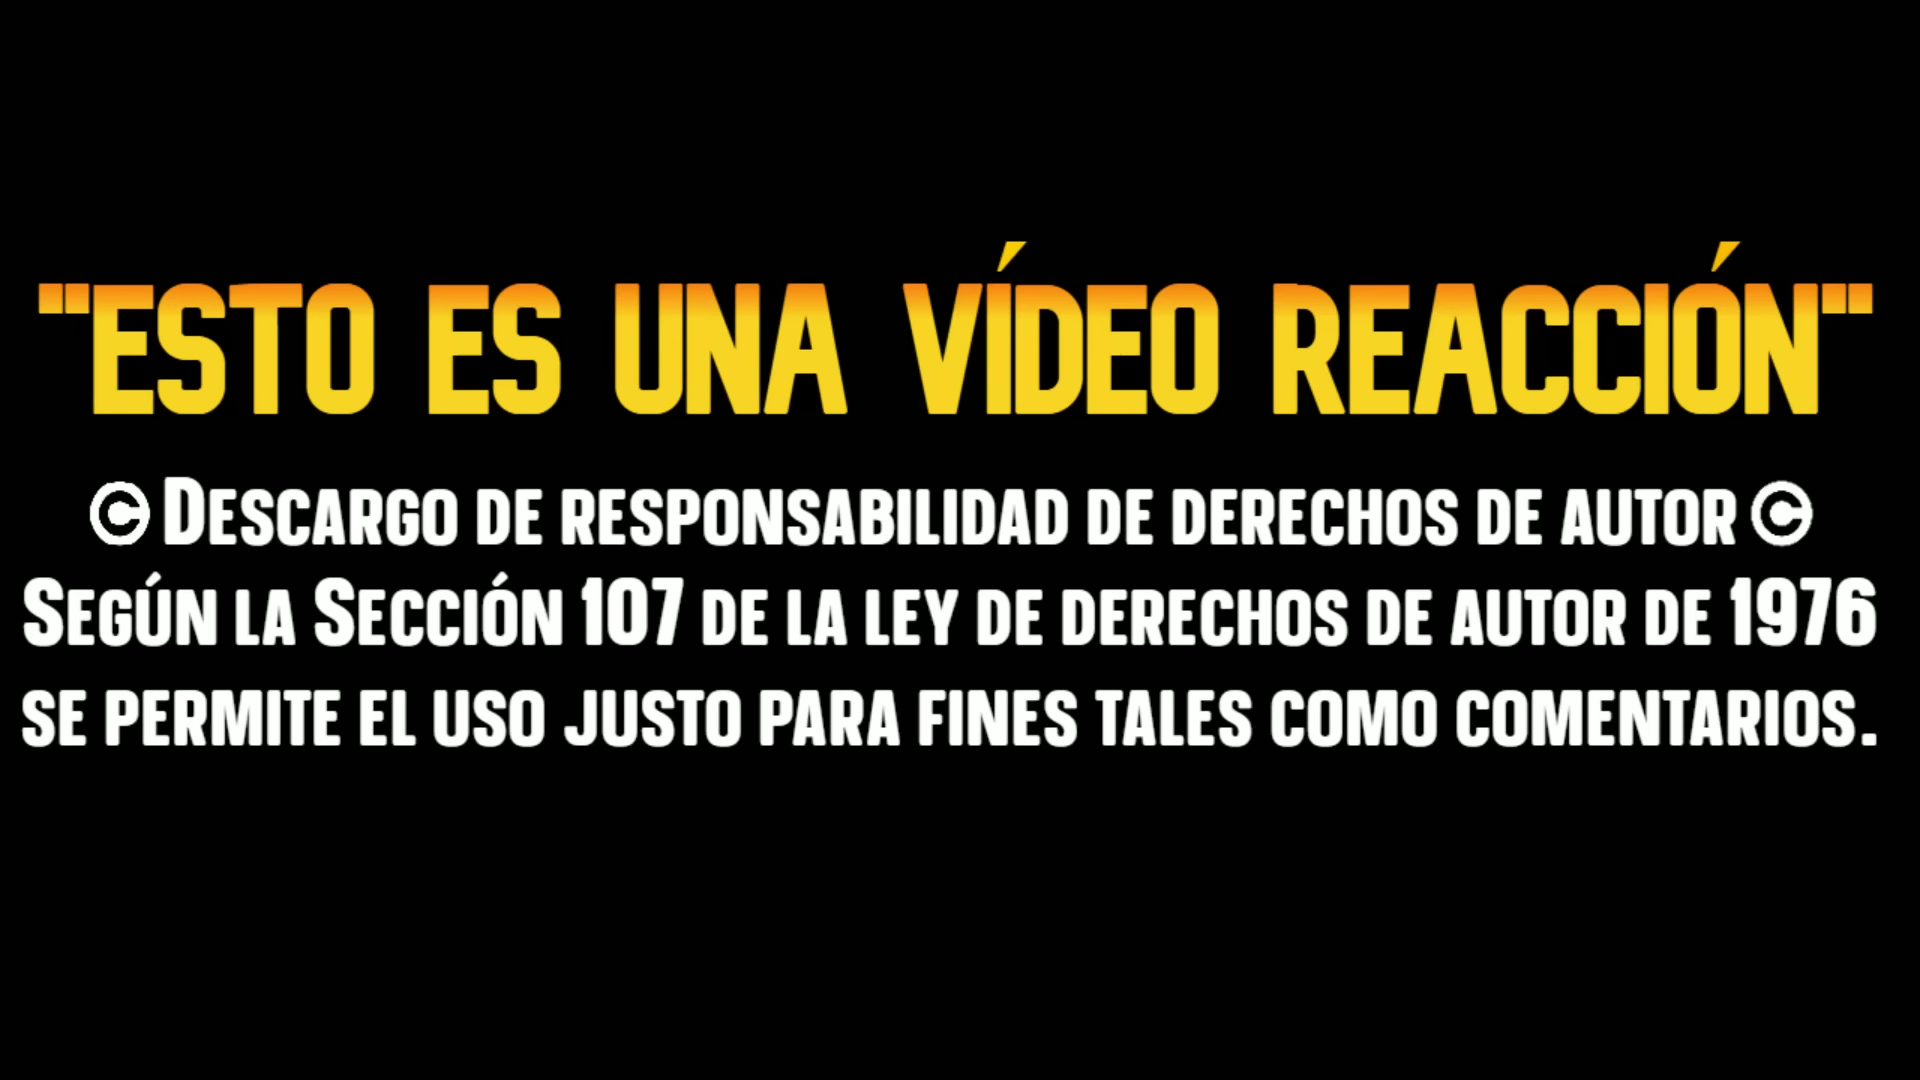 "ESTO ES UNA VÍDEO REACCIÓN"
© DESCARGO DE RESPONSABILIDAD DE DERECHOS DE AUTOR ©
SEGÚN LA SECCIÓN 107 DE LA LEY DE DERECHOS DE AUTOR DE 1976
SE PERMITE EL USO JUSTO PARA FINES TALES COMO COMENTARIOS.